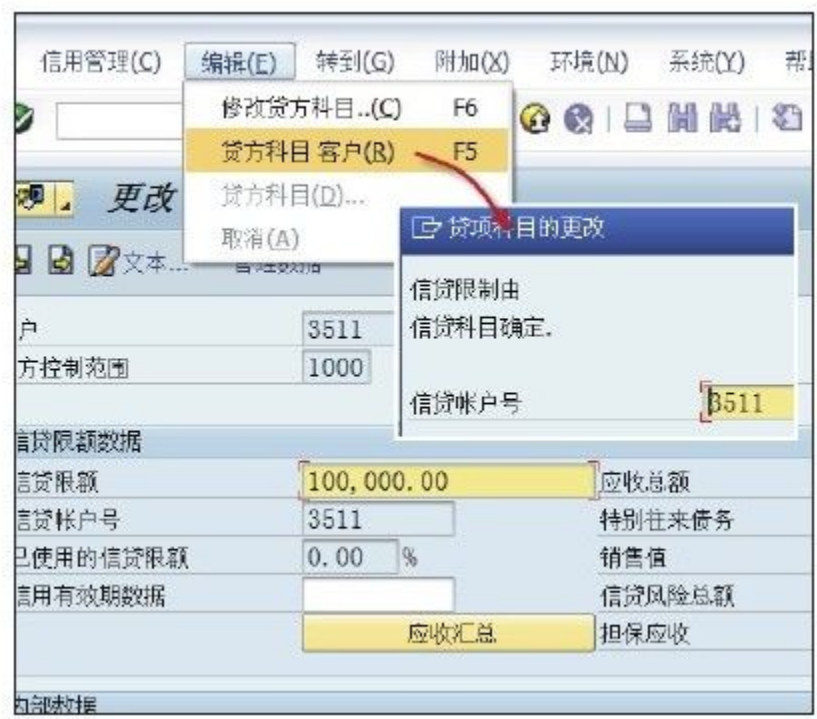 信用管理(C) 编辑(E) 转到(G) 附加(X) 环境(N) 系统(Y) 帮
修改贷方科目..(C) F6
贷方科目 客户(R) F5
贷方科目(D)...
取消(A)
更改
文本... 管理数据
贷项科目的更改
信贷限制由
信贷科目确定.
信贷帐户号 3511
户 3511
方控制范围 1000
信贷限额数据
信贷限额 100,000.00 应收总额
信贷帐户号 3511 特别往来债务
已使用的信贷限额 0.00 % 销售值
信用有效期数据 信贷风险总额
应收汇总 担保应收
内部数据